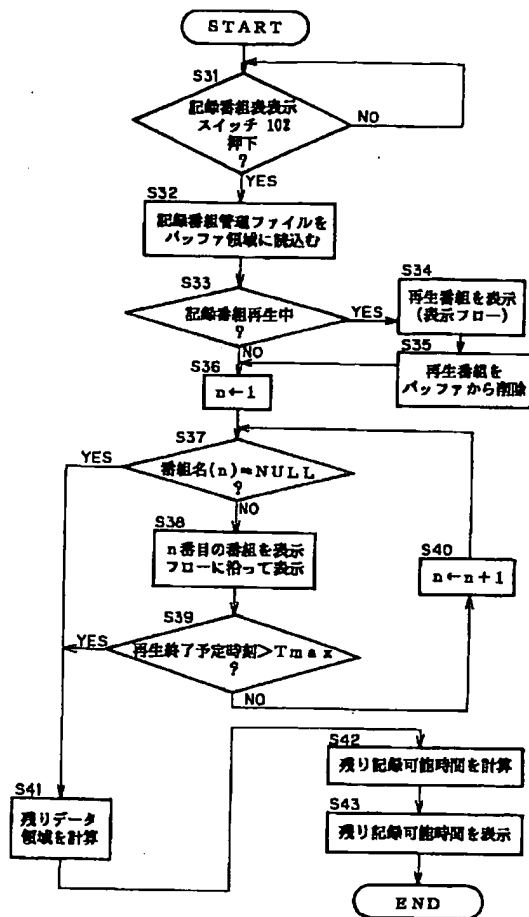 START
S31
記録番組表表示
スイッチ 102
押下
?
NO
YES
S32
記録番組管理ファイルを
バッファ領域に読込む
S33
記録番組再生中
?
YES
NO
S34
再生番組を表示
(表示フロー)
S35
再生番組を
バッファから削除
S36
n←1
S37
番組名(n)=NULL
?
YES
NO
S38
n番目の番組を表示
フローに沿って表示
S39
再生終了予定時刻>Tmax
?
YES
NO
S40
n←n+1
S41
残りデータ
領域を計算
S42
残り記録可能時間を計算
S43
残り記録可能時間を表示
END